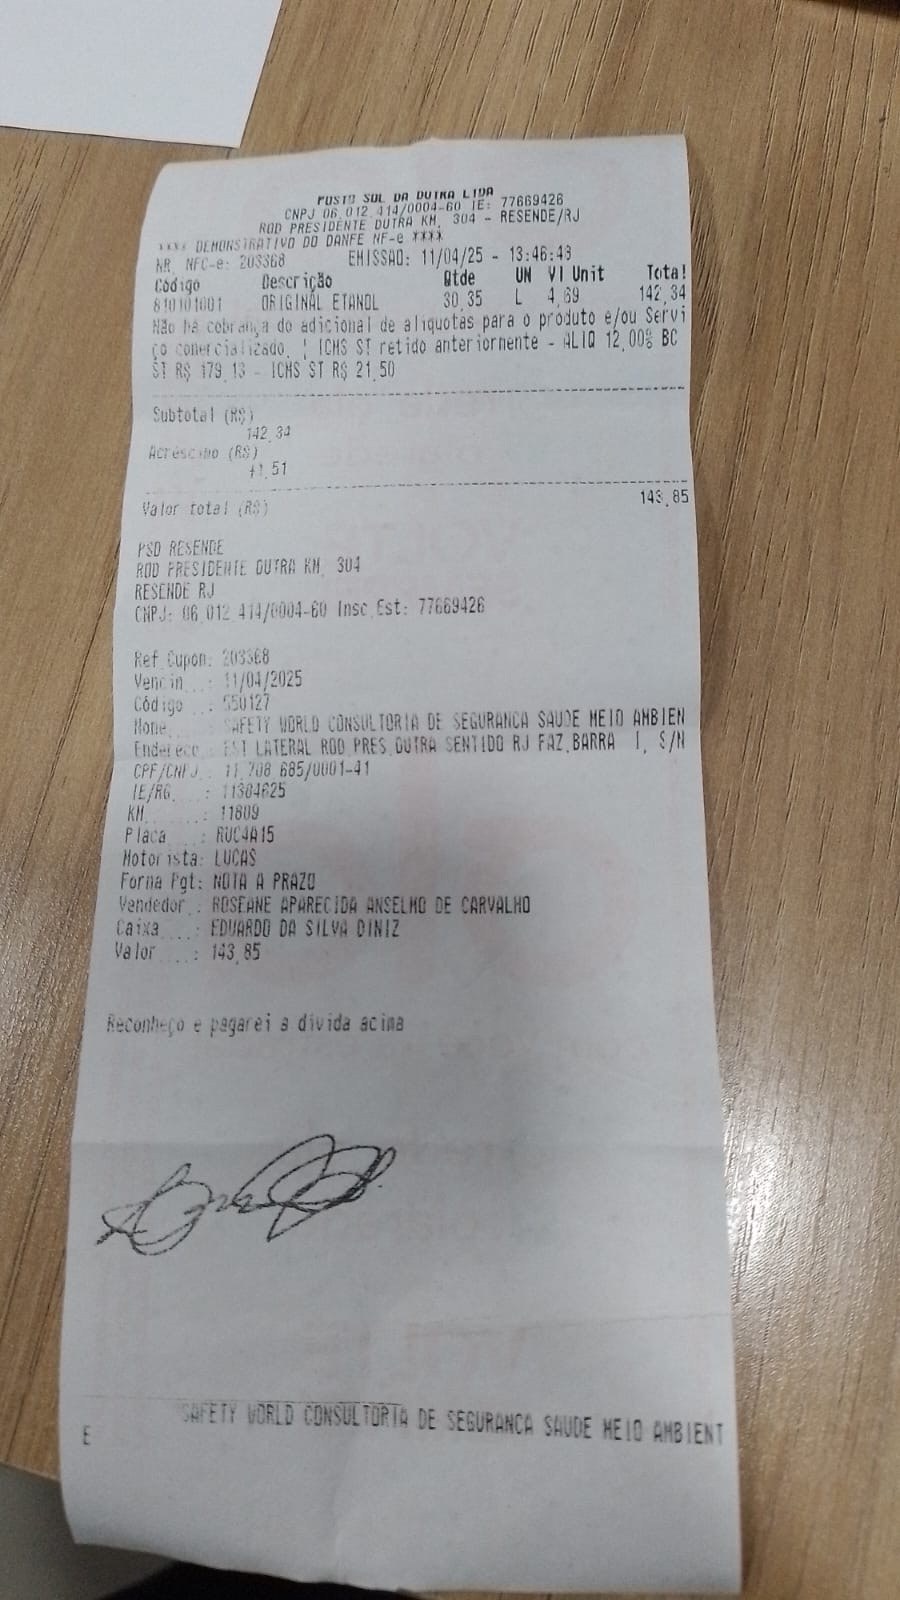 POSTO SOL DA DUTRA LTDA
CNPJ 06.012.414/0004-60 IE: 77669426
ROD PRESIDENTE DUTRA KM, 304 - RESENDE/RJ
**** DEMONSTRATIVO DO DANFE NF-e ****
NR. NFC-e: 203368 EMISSAO: 11/04/25 - 13:46:43
Código Descrição Qtde UN Vl Unit Total
810101001 ORIGINAL ETANOL 30,35 L 4,69 142,34
Não há cobrança do adicional de aliquotas para o produto e/ou Servi
ço comercializado. | ICMS ST retido anteriormente - ALIQ 12,00% BC
ST R$ 179,13 - ICMS ST R$ 21,50
Subtotal (R$)
142,34
Acréscimo (R$)
+1,51
Valor total (R$) 143,85
PSD RESENDE
ROD PRESIDENTE DUTRA KM, 304
RESENDE RJ
CNPJ: 06.012.414/0004-60 Insc.Est: 77669426
Ref.Cupon: 203368
Vencin...: 11/04/2025
Código ..: 550127
Nome.....: SAFETY WORLD CONSULTORIA DE SEGURANCA SAUDE MEIO AMBIEN
Endereco.: EST LATERAL ROD PRES.DUTRA SENTIDO RJ FAZ.BARRA I, S/N
CPF/CNPJ.: 11.708.685/0001-41
IE/RG....: 11384625
KM.......: 11809
Placa....: RUC4A15
Motorista: LUCAS
Forma Pgt: NOTA A PRAZO
Vendedor.: ROSEANE APARECIDA ANSELMO DE CARVALHO
Caixa....: EDUARDO DA SILVA DINIZ
Valor....: 143,85
Reconheço e pagarei a divida acima
SAFETY WORLD CONSULTORIA DE SEGURANCA SAUDE MEIO AMBIENT
E